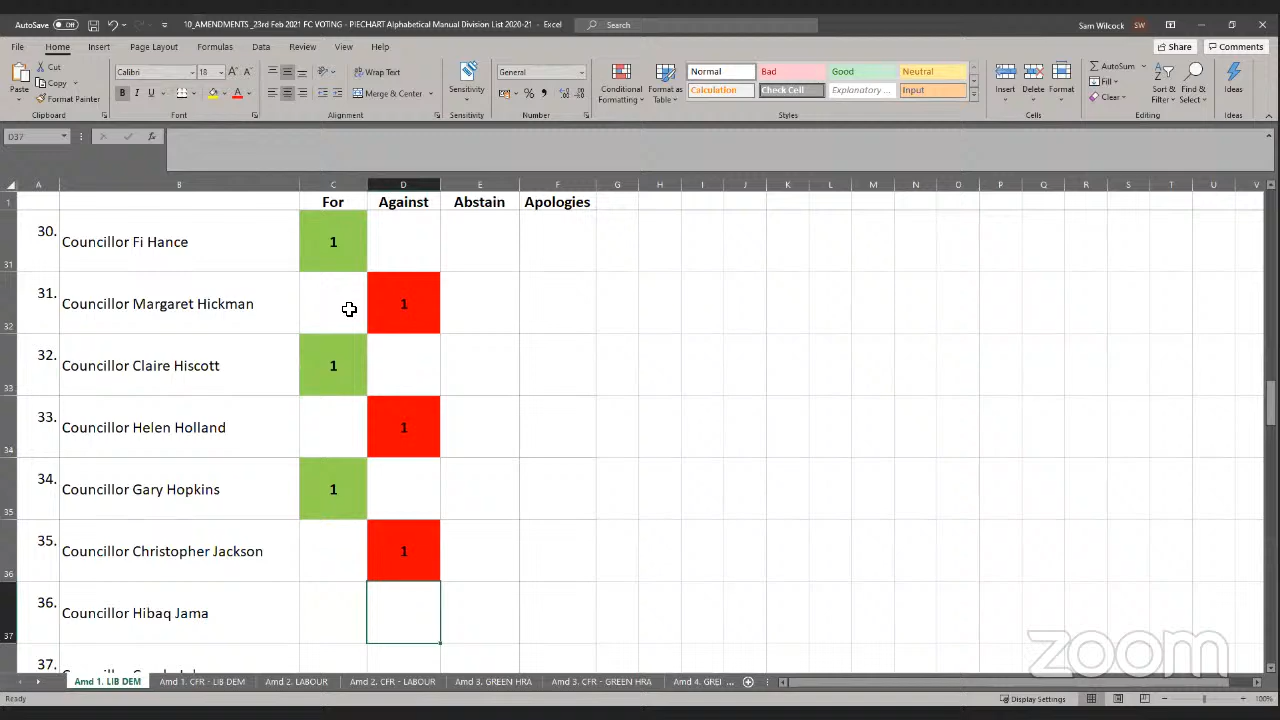 AutoSave Off 10_AMENDMENTS_23rd Feb 2021 FC VOTING - PIECHART Alphabetical Manual Division List 2020-21 - Excel Search Sam Wilcock SW
File Home Insert Page Layout Formulas Data Review View Help Share Comments
Paste Cut Copy Format Painter
Calibri 18 A A B I U A
Wrap Text Merge & Center
Sensitivity
General %
Conditional Formatting Format as Table
Normal Bad Good Neutral
Calculation Check Cell Explanatory ... Input
Insert Delete Format
AutoSum Fill Clear Sort & Filter Find & Select
Ideas
Clipboard Font Alignment Sensitivity Number Styles Cells Editing Ideas
D37 fx
A B C D E F G H I J K L M N O P Q R S T U V
1 For Against Abstain Apologies
30. Councillor Fi Hance 1
31
31. Councillor Margaret Hickman 1
32
32. Councillor Claire Hiscott 1
33
33. Councillor Helen Holland 1
34
34. Councillor Gary Hopkins 1
35
35. Councillor Christopher Jackson 1
36
36. Councillor Hibaq Jama
37
37.
zoom
Amd 1. LIB DEM Amd 1. CFR - LIB DEM Amd 2. LABOUR Amd 2. CFR - LABOUR Amd 3. GREEN HRA Amd 3. CFR - GREEN HRA Amd 4. GREI ...
Ready Display Settings 100%